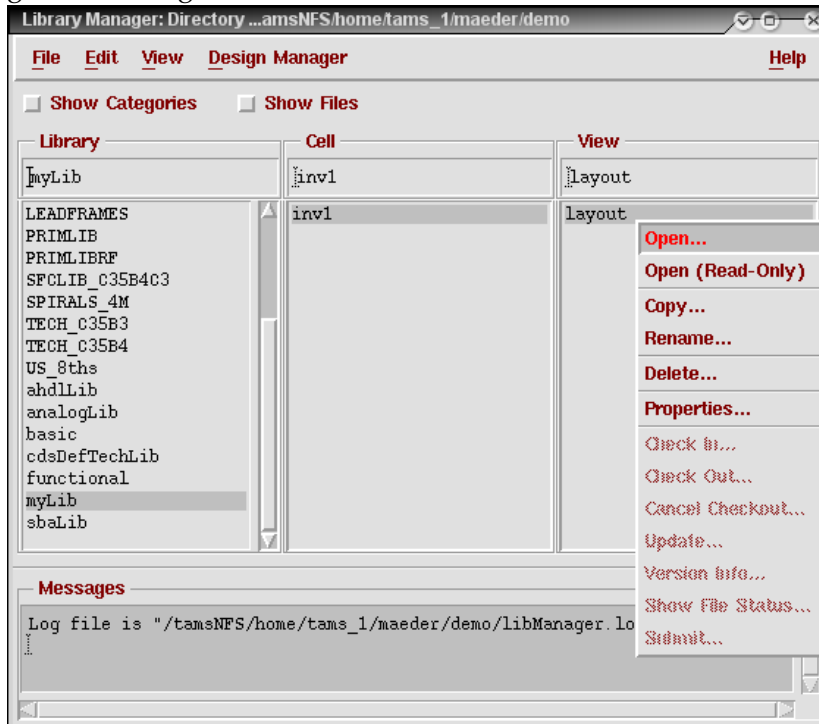 Library Manager: Directory ...amsNFS/home/tams_1/maeder/demo
File Edit View Design Manager Help
Show Categories Show Files
Library
myLib
LEADFRAMES
PRIMLIB
PRIMLIBRF
SFCLIB_C35B4C3
SPIRALS_4M
TECH_C35B3
TECH_C35B4
US_8ths
ahdlLib
analogLib
basic
cdsDefTechLib
functional
myLib
sbaLib
Cell
inv1
inv1
View
layout
layout
Open...
Open (Read-Only)
Copy...
Rename...
Delete...
Properties...
Check In...
Check Out...
Cancel Checkout...
Update...
Version Info...
Show File Status...
Submit...
Messages
Log file is "/tamsNFS/home/tams_1/maeder/demo/libManager.lo